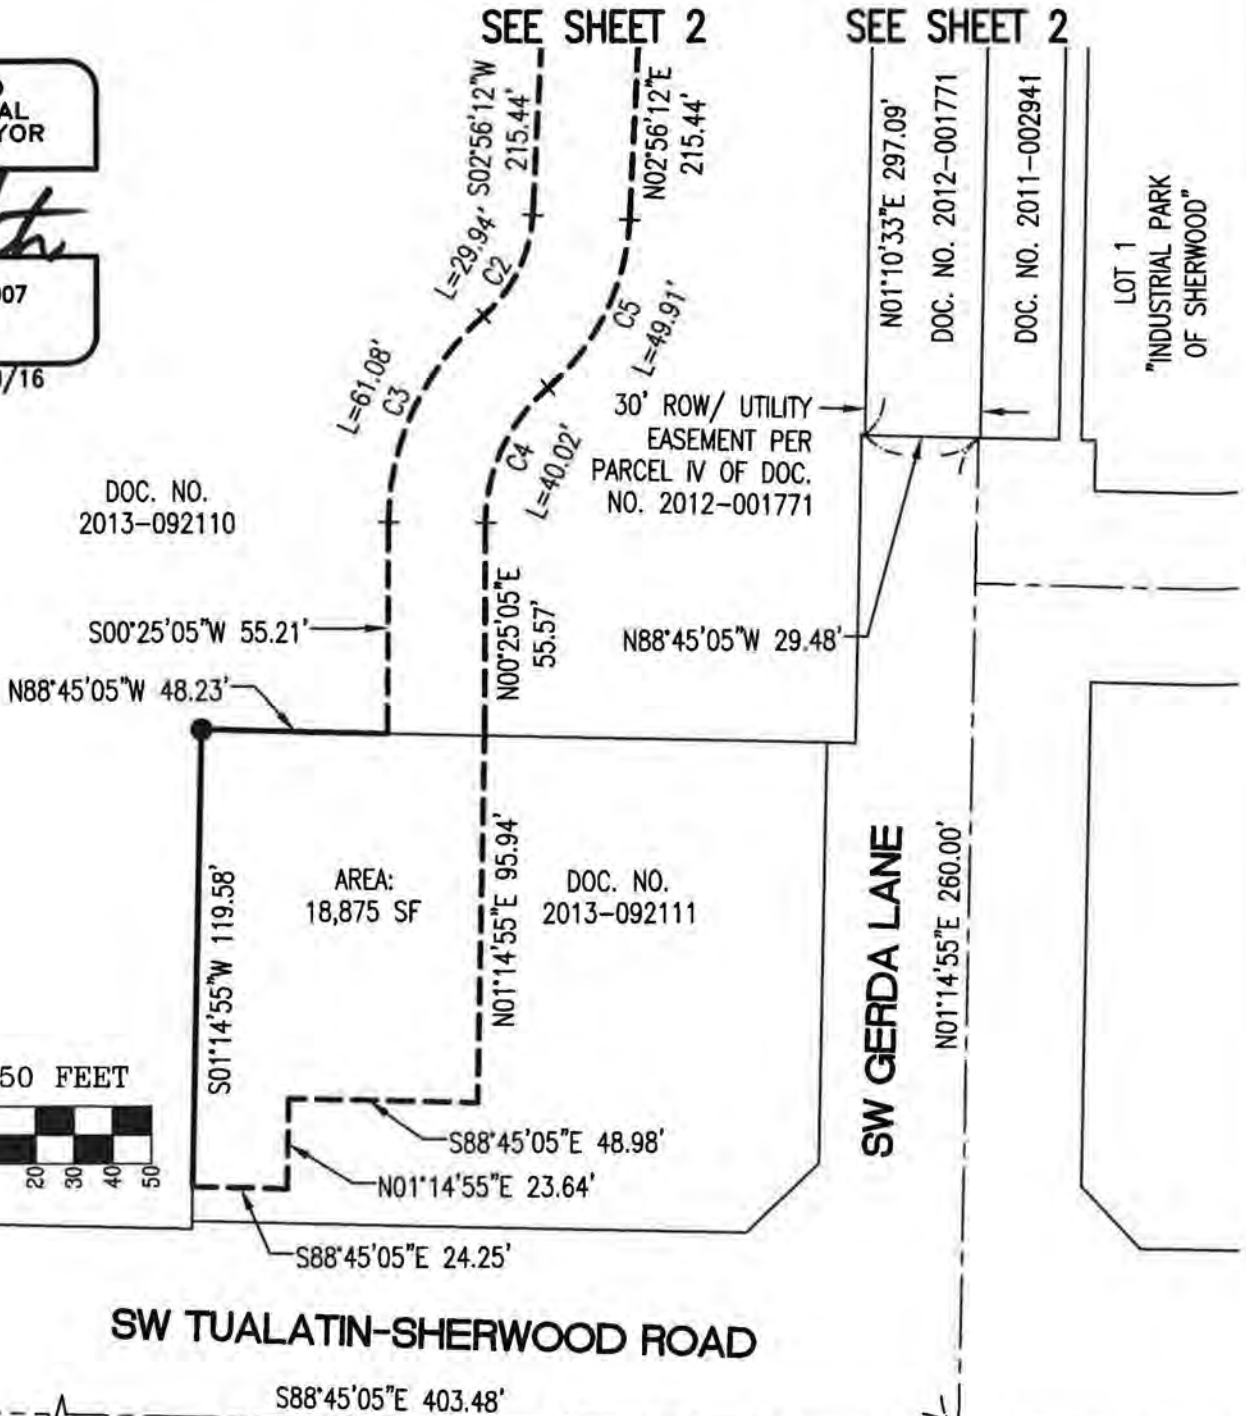 SEE SHEET 2
SEE SHEET 2
AL
YOR
007
/16
S02°56'12"W
215.44'
N02°56'12"E
215.44'
N01°10'33"E 297.09'
DOC. NO. 2012-001771
DOC. NO. 2011-002941
LOT 1
"INDUSTRIAL PARK
OF SHERWOOD"
L=29.94'
C2
C5
L=49.91'
L=61.08'
C3
C4
L=40.02'
30' ROW/ UTILITY
EASEMENT PER
PARCEL IV OF DOC.
NO. 2012-001771
DOC. NO.
2013-092110
S00°25'05"W 55.21'
N00°25'05"E
55.57'
N88°45'05"W 29.48'
N88°45'05"W 48.23'
S01°14'55"W 119.58'
AREA:
18,875 SF
N01°14'55"E 95.94'
DOC. NO.
2013-092111
SW GERDA LANE
N01°14'55"E 260.00'
50 FEET
20
30
40
50
S88°45'05"E 48.98'
N01°14'55"E 23.64'
S88°45'05"E 24.25'
SW TUALATIN-SHERWOOD ROAD
S88°45'05"E 403.48'